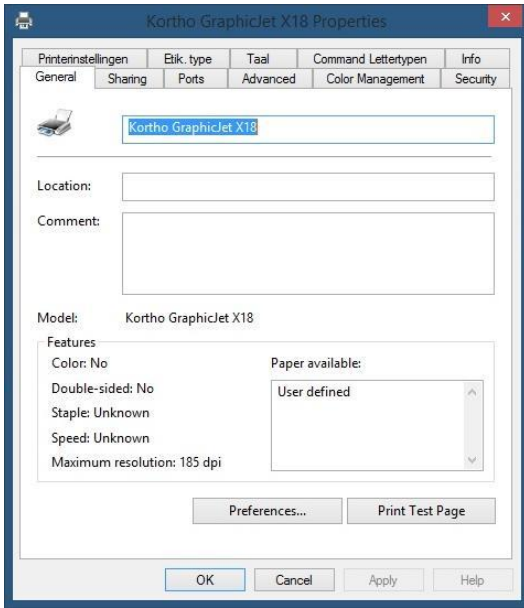 Kortho GraphicJet X18 Properties
Printerinstellingen Etik. type Taal Command Lettertypen Info
General Sharing Ports Advanced Color Management Security
Kortho GraphicJet X18
Location:
Comment:
Model: Kortho GraphicJet X18
Features
Color: No Paper available:
Double-sided: No User defined
Staple: Unknown
Speed: Unknown
Maximum resolution: 185 dpi
Preferences... Print Test Page
OK Cancel Apply Help